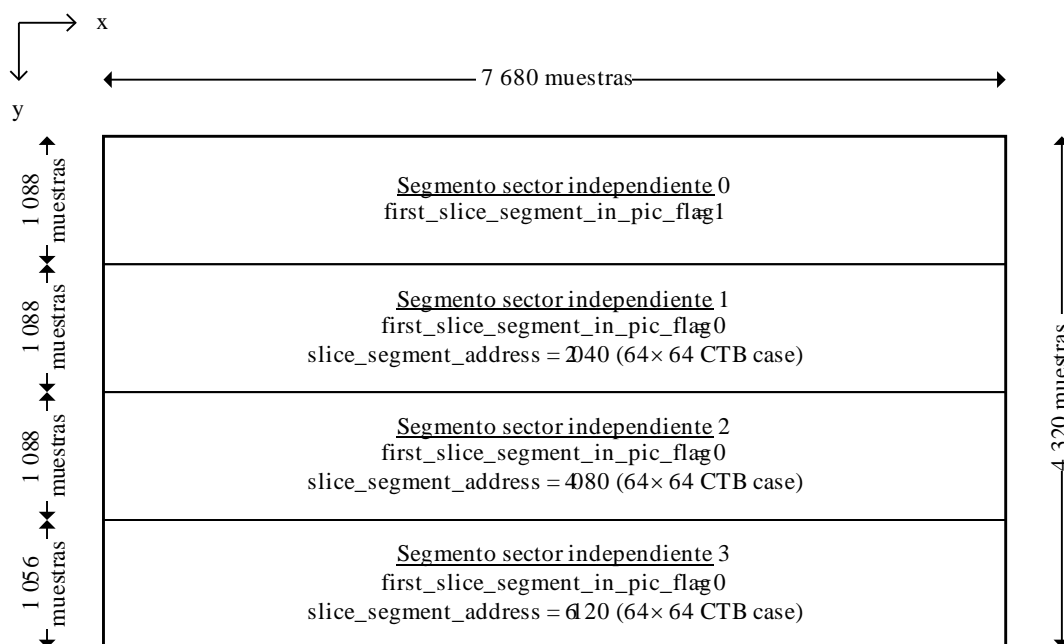 x
7 680 muestras
y
1 088 muestras
Segmento sector independiente 0
first_slice_segment_in_pic_flag=1
1 088 muestras
Segmento sector independiente 1
first_slice_segment_in_pic_flag=0
slice_segment_address = 2040 (64× 64 CTB case)
4 320 muestras
1 088 muestras
Segmento sector independiente 2
first_slice_segment_in_pic_flag=0
slice_segment_address = 4080 (64× 64 CTB case)
1 056 muestras
Segmento sector independiente 3
first_slice_segment_in_pic_flag=0
slice_segment_address = 6120 (64× 64 CTB case)